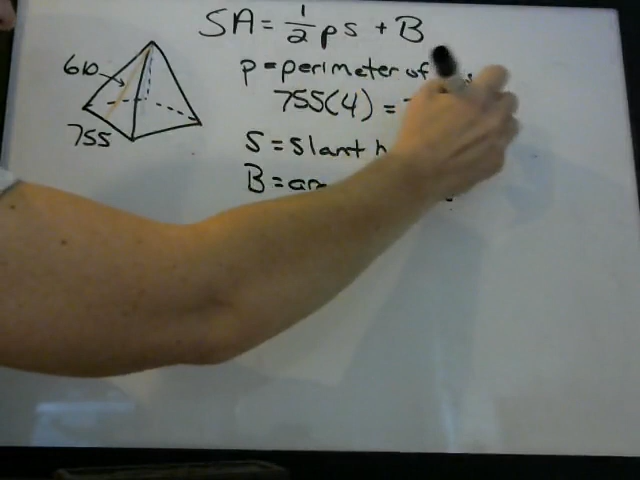 SA = 1/2 ps + B
610
p = perimeter of
755(4) =
755
S = slant
B =